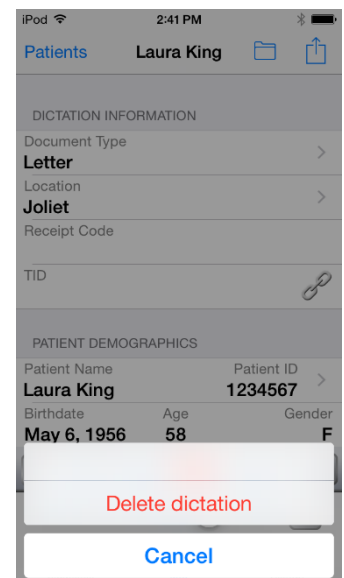 iPod 2:41 PM
Patients Laura King
DICTATION INFORMATION
Document Type
Letter
Location
Joliet
Receipt Code
TID
PATIENT DEMOGRAPHICS
Patient Name Patient ID
Laura King 1234567
Birthdate Age Gender
May 6, 1956 58 F
Delete dictation
Cancel